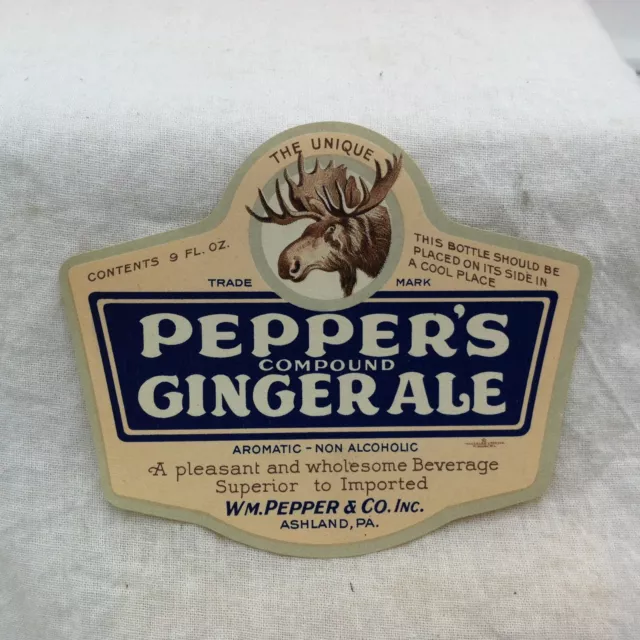 THE UNIQUE
CONTENTS 9 FL. OZ.
THIS BOTTLE SHOULD BE
PLACED ON ITS SIDE IN
A COOL PLACE
TRADE MARK
PEPPER'S
COMPOUND
GINGER ALE
AROMATIC - NON ALCOHOLIC
A pleasant and wholesome Beverage
Superior to Imported
WM. PEPPER & CO. INC.
ASHLAND, PA.